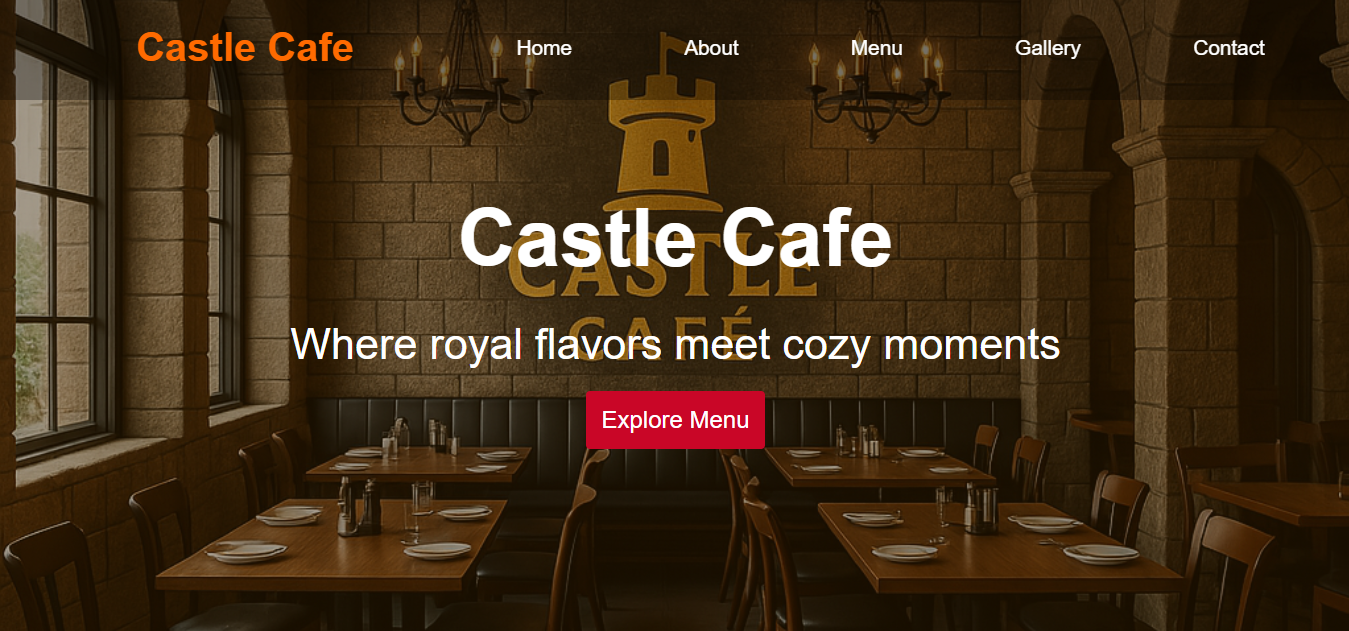 Castle Cafe
Home
About
Menu
Gallery
Contact
Castle Cafe
CASTLE
CAFÉ
Where royal flavors meet cozy moments
Explore Menu